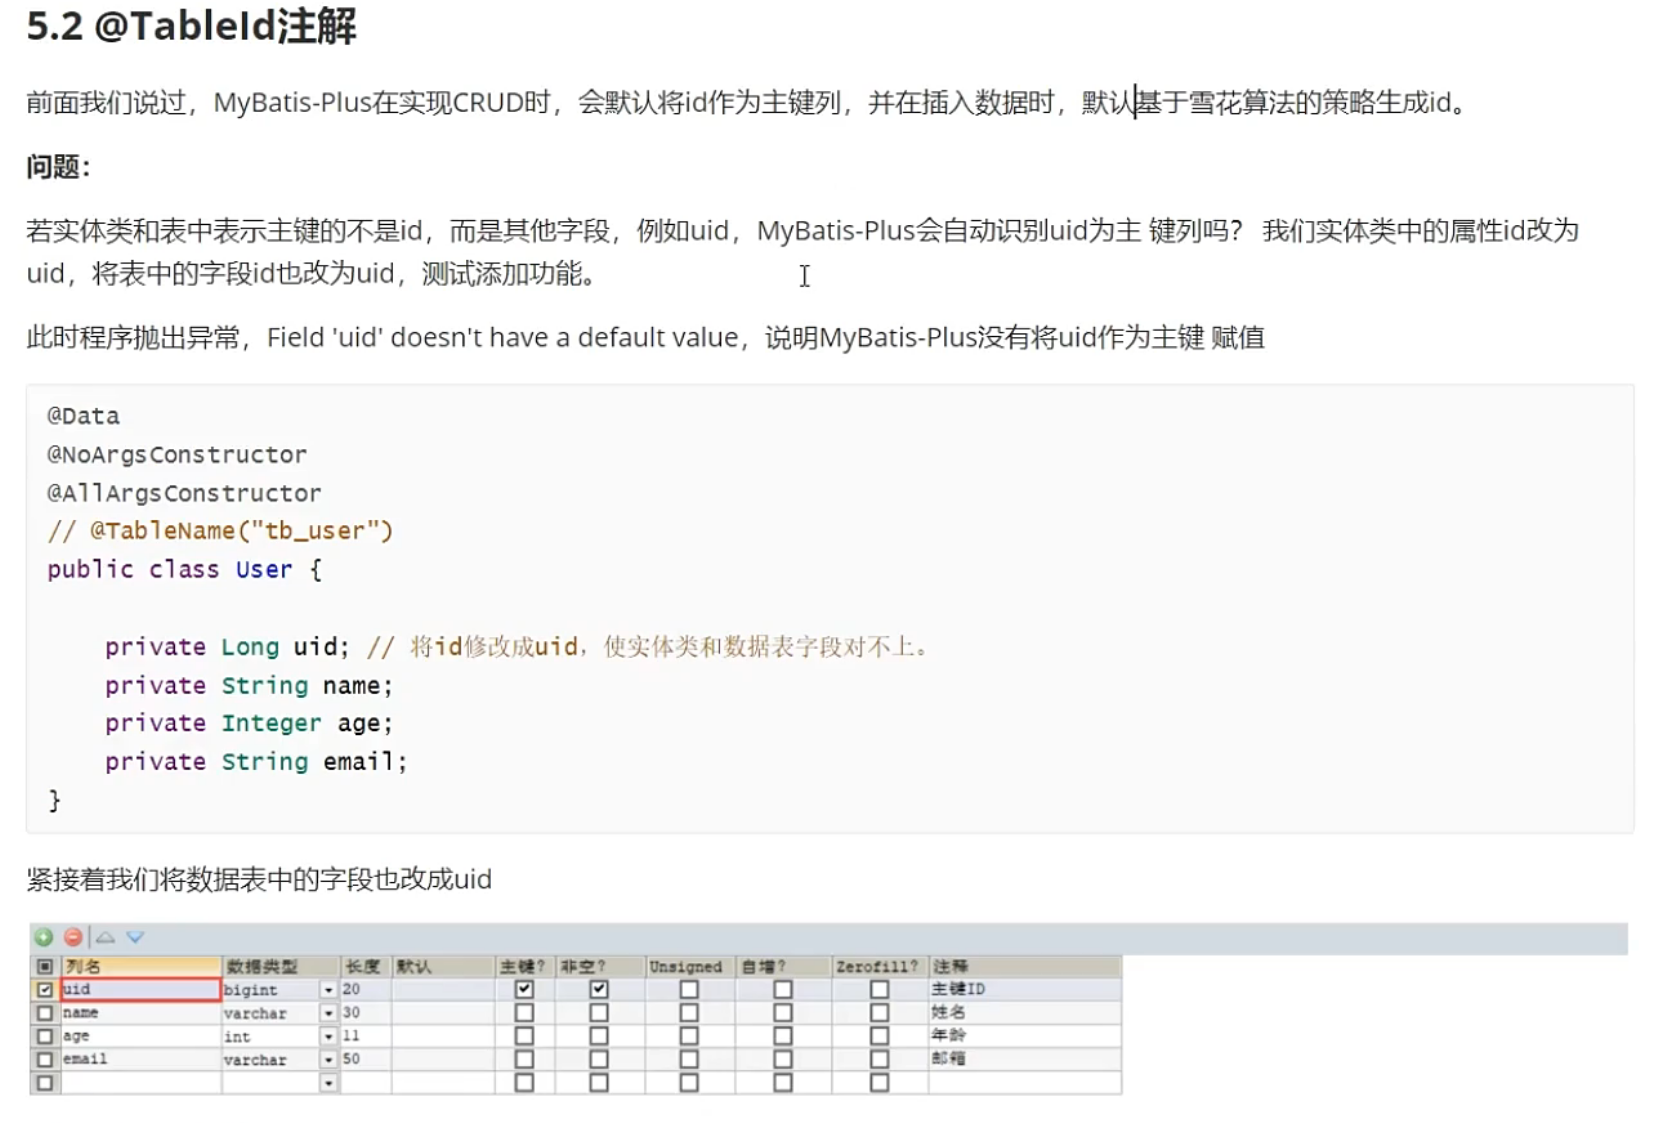 5.2 @TableId注解
前面我们说过，MyBatis-Plus在实现CRUD时，会默认将id作为主键列，并在插入数据时，默认基于雪花算法的策略生成id。
问题：
若实体类和表中表示主键的不是id，而是其他字段，例如uid，MyBatis-Plus会自动识别uid为主 键列吗？ 我们实体类中的属性id改为
uid，将表中的字段id也改为uid，测试添加功能。
此时程序抛出异常，Field 'uid' doesn't have a default value，说明MyBatis-Plus没有将uid作为主键 赋值
@Data
@NoArgsConstructor
@AllArgsConstructor
// @TableName("tb_user")
public class User {
    private Long uid; // 将id修改成uid，使实体类和数据表字段对不上。
    private String name;
    private Integer age;
    private String email;
}
紧接着我们将数据表中的字段也改成uid
列名 数据类型 长度 默认 主键? 非空? Unsigned 自增? Zerofill? 注释
uid bigint 20 主键ID
name varchar 30 姓名
age int 11 年龄
email varchar 50 邮箱